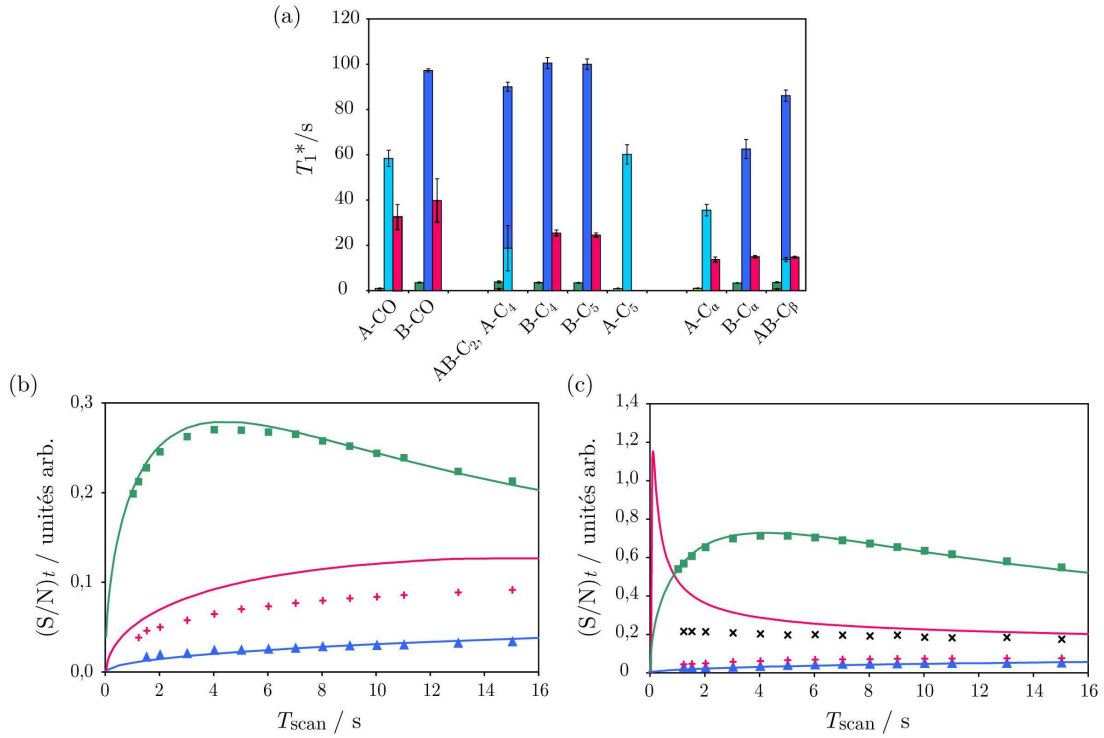 (a)
120
100
80
60
40
20
0
T₁*/s
A-CO
B-CO
AB-C₂, A-C₄
B-C₄
B-C₅
A-C₅
A-Cα
B-Cα
AB-Cβ
(b)
0,3
0,2
0,1
0,0
(S/N)t / unités arb.
0 2 4 6 8 10 12 14 16
Tscan / s
(c)
1,4
1,2
1,0
0,8
0,6
0,4
0,2
0
(S/N)t / unités arb.
0 2 4 6 8 10 12 14 16
Tscan / s